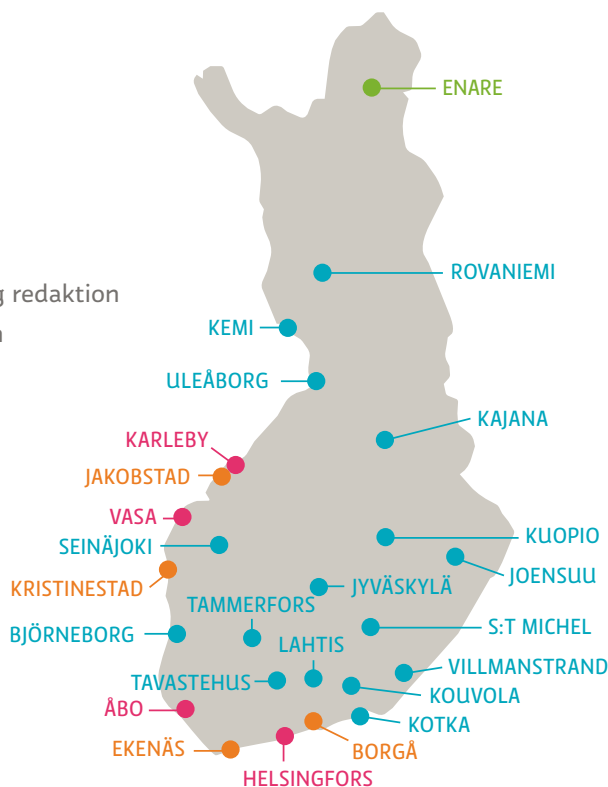 ENARE
ROVANIEMI
g redaktion
KEMI
ULEÅBORG
KAJANA
KARLEBY
JAKOBSTAD
VASA
SEINÄJOKI
KUOPIO
JOENSUU
KRISTINESTAD
JYVÄSKYLÄ
TAMMERFORS
BJÖRNEBORG
S:T MICHEL
LAHTIS
VILLMANSTRAND
TAVASTEHUS
KOUVOLA
ÅBO
KOTKA
EKENÄS
BORGÅ
HELSINGFORS